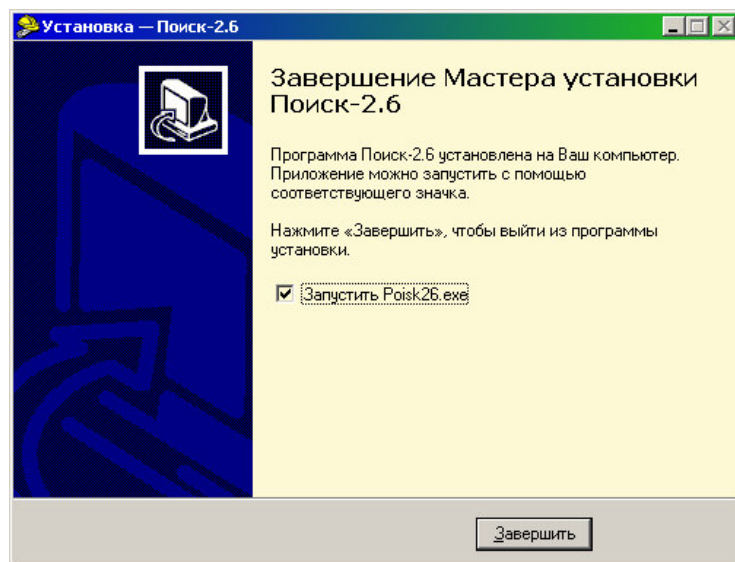 Установка — Поиск-2.6
Завершение Мастера установки
Поиск-2.6
Программа Поиск-2.6 установлена на Ваш компьютер.
Приложение можно запустить с помощью
соответствующего значка.
Нажмите «Завершить», чтобы выйти из программы
установки.
Запустить Poisk26.exe
Завершить